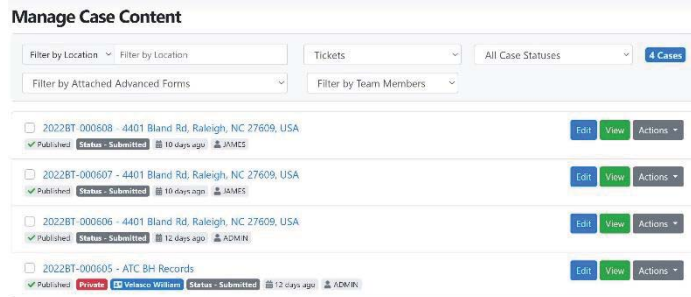 Manage Case Content
Filter by Location Filter by Location Tickets All Case Statuses 4 Cases
Filter by Attached Advanced Forms Filter by Team Members
2022BT-000608 - 4401 Bland Rd, Raleigh, NC 27609, USA Edit View Actions
Published Status - Submitted 10 days ago JAMES
2022BT-000607 - 4401 Bland Rd, Raleigh, NC 27609, USA Edit View Actions
Published Status - Submitted 10 days ago JAMES
2022BT-000606 - 4401 Bland Rd, Raleigh, NC 27609, USA Edit View Actions
Published Status - Submitted 12 days ago ADMIN
2022BT-000605 - ATC BH Records Edit View Actions
Published Private Velasco William Status - Submitted 12 days ago ADMIN